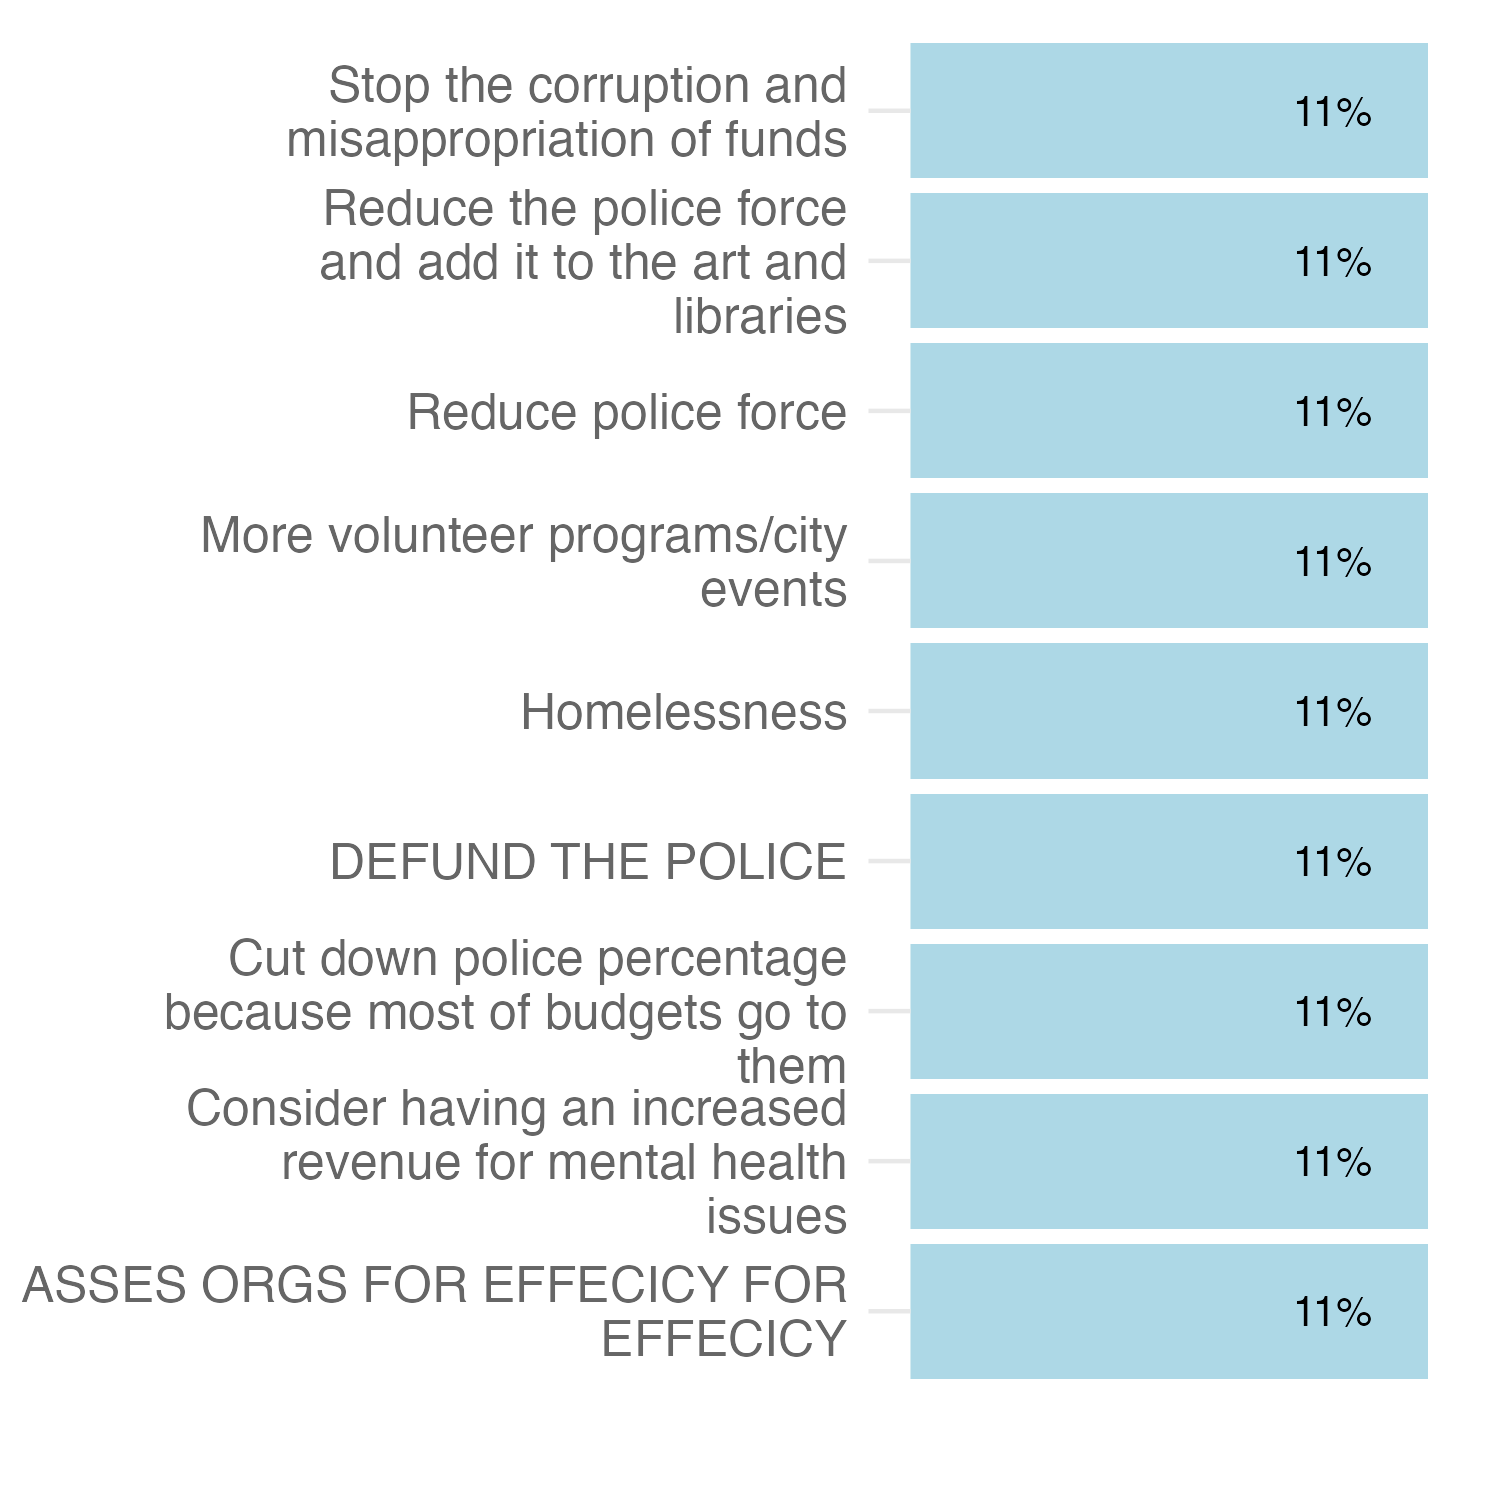 Stop the corruption and
misappropriation of funds
11%
Reduce the police force
and add it to the art and
libraries
11%
Reduce police force
11%
More volunteer programs/city
events
11%
Homelessness
11%
DEFUND THE POLICE
11%
Cut down police percentage
because most of budgets go to
them
11%
Consider having an increased
revenue for mental health
issues
11%
ASSES ORGS FOR EFFECICY FOR
EFFECICY
11%